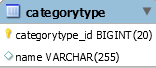 categorytype
categorytype_id BIGINT(20)
name VARCHAR(255)